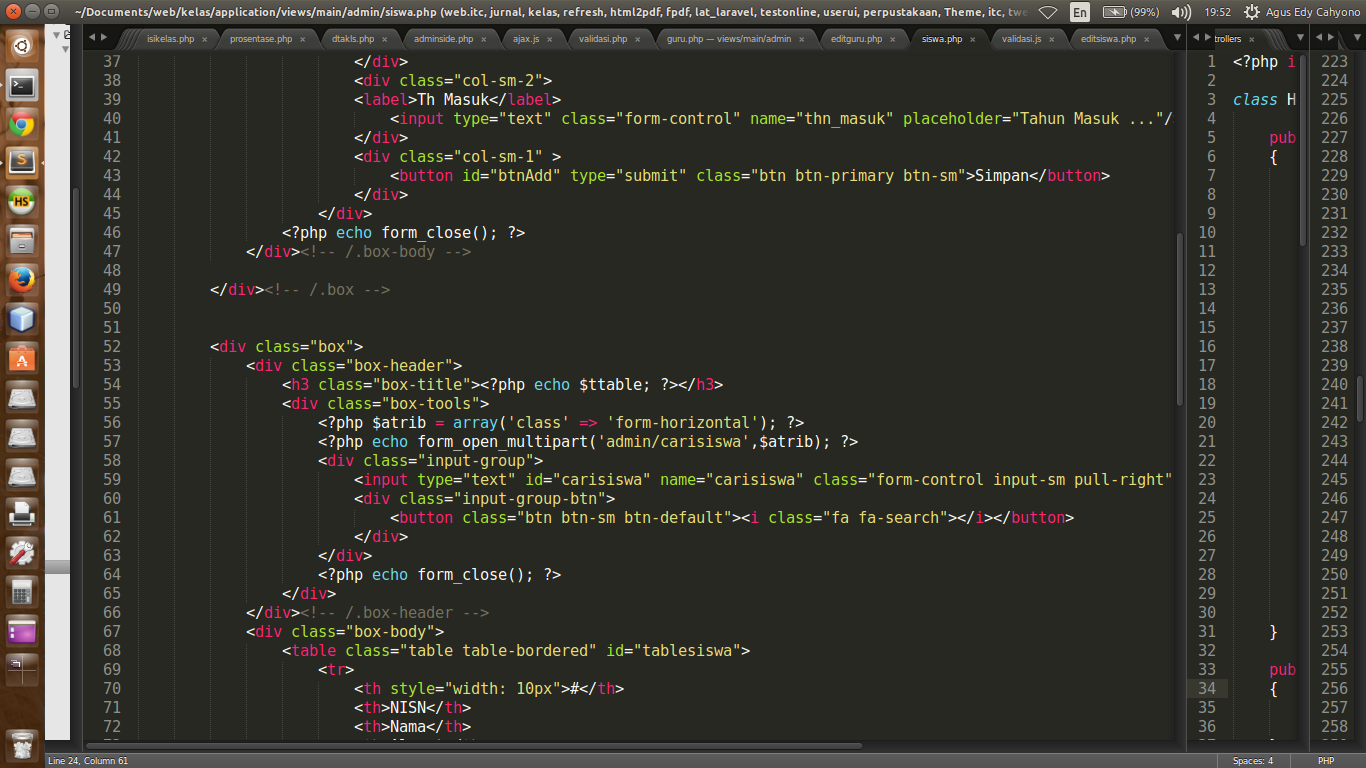 ~/Documents/web/kelas/application/views/main/admin/siswa.php (web.itc, jurnal, kelas, refresh, html2pdf, fpdf, lat_laravel, testonline, userui, perpustakaan, Theme, itc, twe
En (99%) 19:52 Agus Edy Cahyono
isikelas.php × prosentase.php × dtakls.php × adminside.php × ajax.js × validasi.php × guru.php — views/main/admin × editguru.php × siswa.php × validasi.js × editsiswa.php × trollers ×
37 </div>
38 <div class="col-sm-2">
39 <label>Th Masuk</label>
40 <input type="text" class="form-control" name="thn_masuk" placeholder="Tahun Masuk ..."/
41 </div>
42 <div class="col-sm-1" >
43 <button id="btnAdd" type="submit" class="btn btn-primary btn-sm">Simpan</button>
44 </div>
45 </div>
46 <?php echo form_close(); ?>
47 </div><!-- /.box-body -->
48
49 </div><!-- /.box -->
50
51
52 <div class="box">
53 <div class="box-header">
54 <h3 class="box-title"><?php echo $ttable; ?></h3>
55 <div class="box-tools">
56 <?php $atrib = array('class' => 'form-horizontal'); ?>
57 <?php echo form_open_multipart('admin/carisiswa',$atrib); ?>
58 <div class="input-group">
59 <input type="text" id="carisiswa" name="carisiswa" class="form-control input-sm pull-right"
60 <div class="input-group-btn">
61 <button class="btn btn-sm btn-default"><i class="fa fa-search"></i></button>
62 </div>
63 </div>
64 <?php echo form_close(); ?>
65 </div>
66 </div><!-- /.box-header -->
67 <div class="box-body">
68 <table class="table table-bordered" id="tablesiswa">
69 <tr>
70 <th style="width: 10px">#</th>
71 <th>NISN</th>
72 <th>Nama</th>
1 <?php i
2
3 class H
4
5 pub
6 {
7
8
9
10
11
12
13
14
15
16
17
18
19
20
21
22
23
24
25
26
27
28
29
30
31 }
32
33 pub
34 {
35
36
223
224
225
226
227
228
229
230
231
232
233
234
235
236
237
238
239
240
241
242
243
244
245
246
247
248
249
250
251
252
253
254
255
256
257
258
Line 24, Column 61 Spaces: 4 PHP